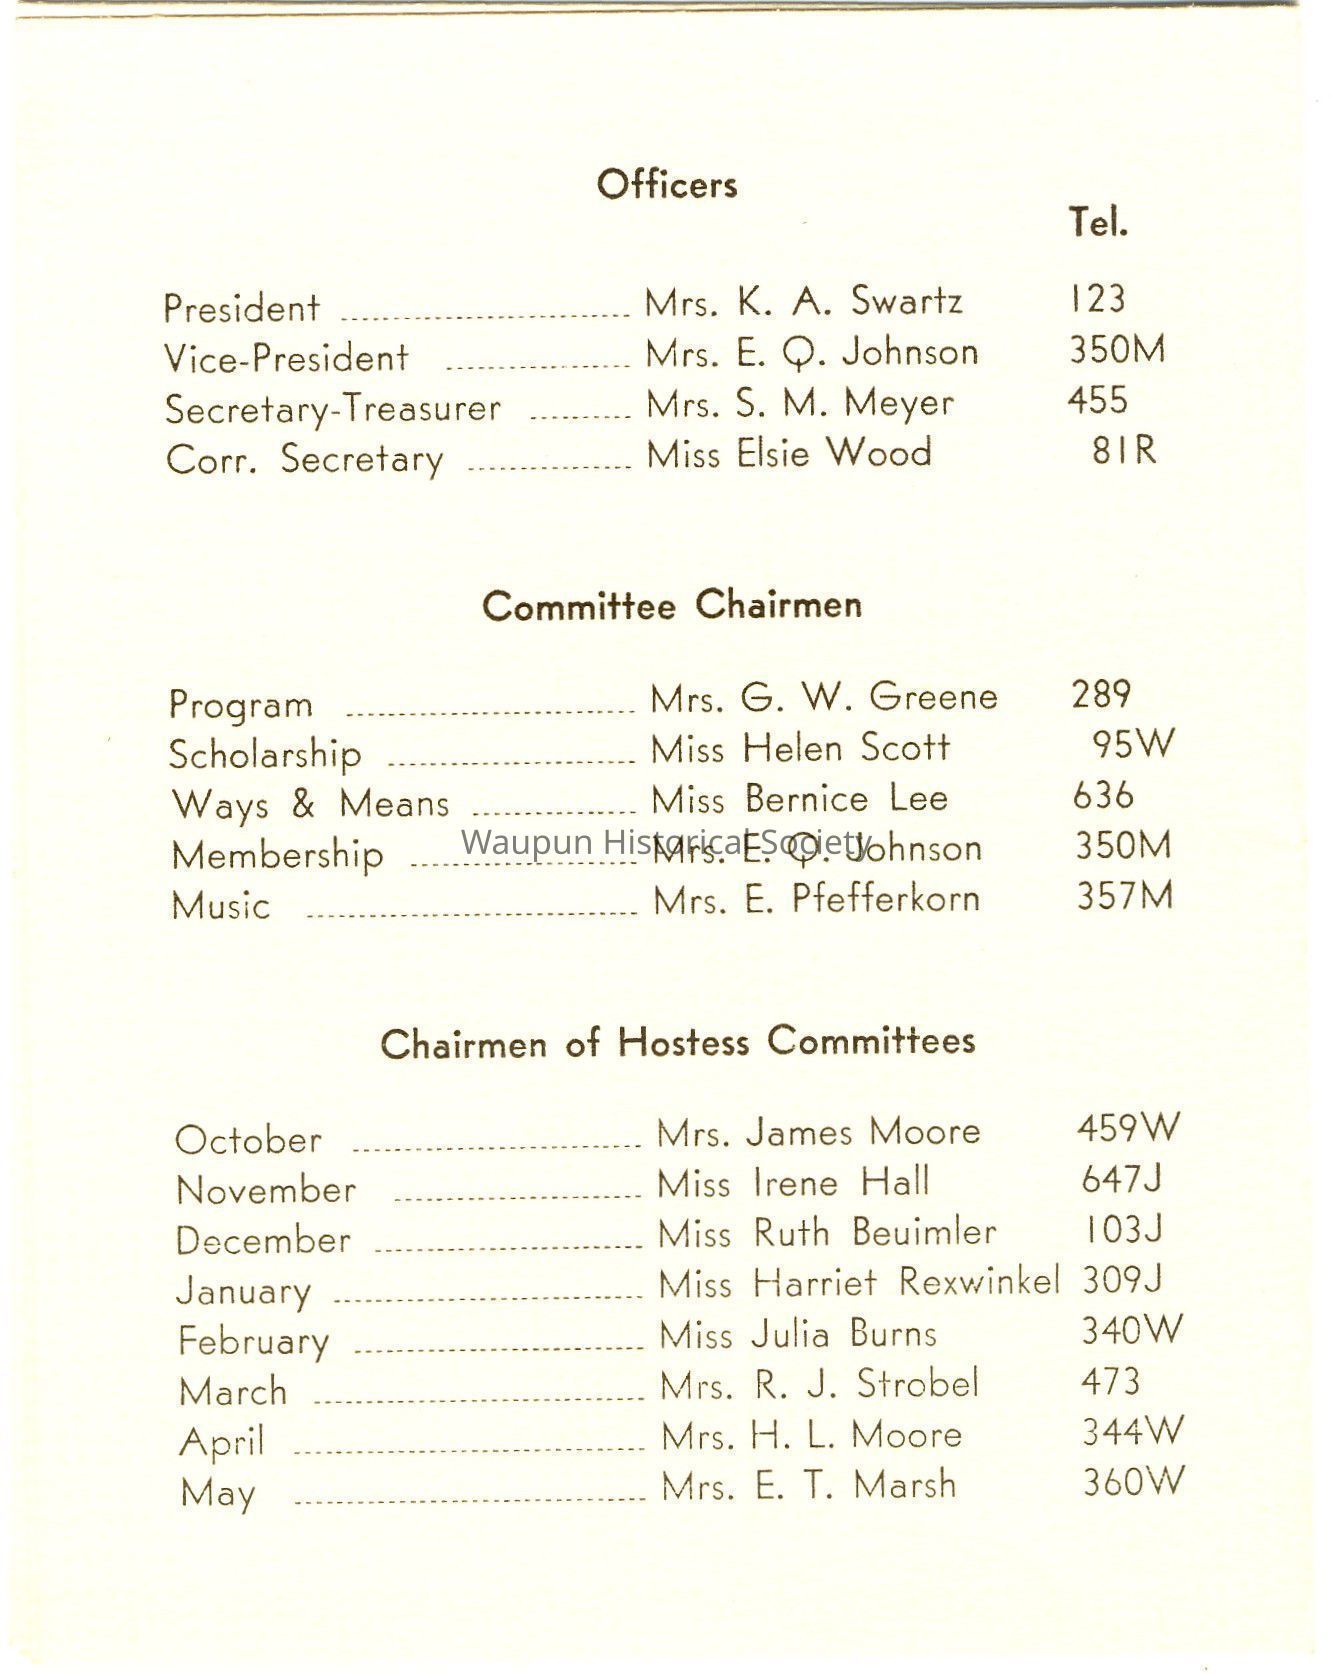 Officers
Tel.
President ............................ Mrs. K. A. Swartz 123
Vice-President .................. Mrs. E. Q. Johnson 350M
Secretary-Treasurer .......... Mrs. S. M. Meyer 455
Corr. Secretary ................ Miss Elsie Wood 81R
Committee Chairmen
Program ............................ Mrs. G. W. Greene 289
Scholarship ........................ Miss Helen Scott 95W
Ways & Means ................ Miss Bernice Lee 636
Membership ...................... Mrs. E. Q. Johnson 350M
Waupun Historical Society
Music ................................ Mrs. E. Pfefferkorn 357M
Chairmen of Hostess Committees
October ............................ Mrs. James Moore 459W
November ........................ Miss Irene Hall 647J
December .......................... Miss Ruth Beuimler 103J
January .............................. Miss Harriet Rexwinkel 309J
February ............................ Miss Julia Burns 340W
March ................................ Mrs. R. J. Strobel 473
April .................................. Mrs. H. L. Moore 344W
May .................................. Mrs. E. T. Marsh 360W